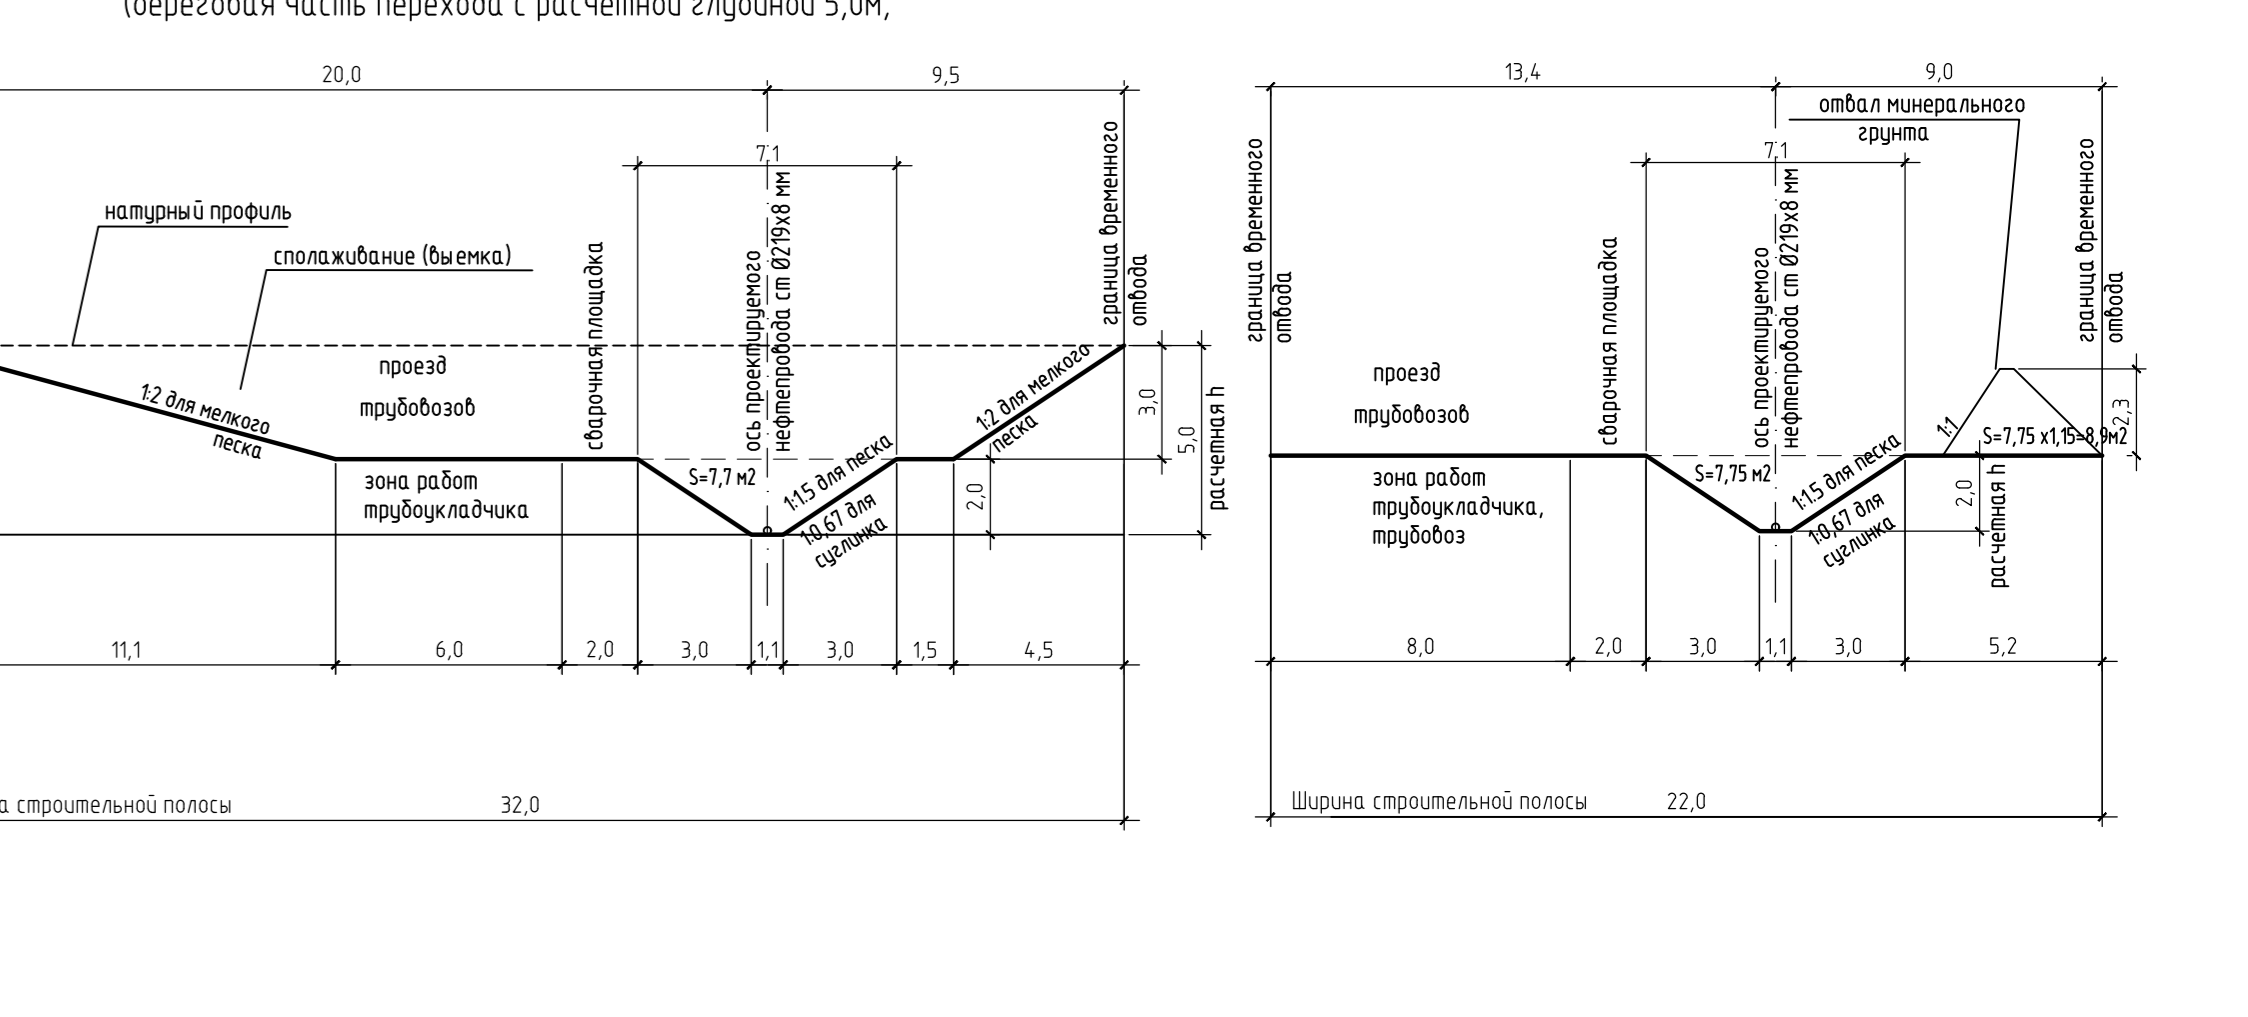 (береговая часть перехода с расчетной глубиной 5,0м,
20,0
9,5
7,1
натурный профиль
сполаживание (выемка)
сварочная площадка
ось проектируемого
нефтепровода ст Ø219х8 мм
граница временного
отвода
проезд
трубовозов
1:2 для мелкого
песка
зона работ
трубоукладчика
S=7,7 м2
1:1.5 для песка
1:0,67 для
суглинка
1:2 для мелкого
песка
2,0
3,0
5,0
расчетная h
11,1
6,0
2,0
3,0
1,1
3,0
1,5
4,5
а строительной полосы
32,0
13,4
9,0
отвал минерального
грунта
7,1
граница временного
отвода
сварочная площадка
ось проектируемого
нефтепровода ст Ø219х8 мм
граница временного
отвода
проезд
трубовозов
зона работ
трубоукладчика,
трубовоз
S=7,75 м2
1:1.5 для песка
1:0,67 для
суглинка
1:1
S=7,75 х1,15=8,9м2
2,3
2,0
расчетная h
8,0
2,0
3,0
1,1
3,0
5,2
Ширина строительной полосы
22,0